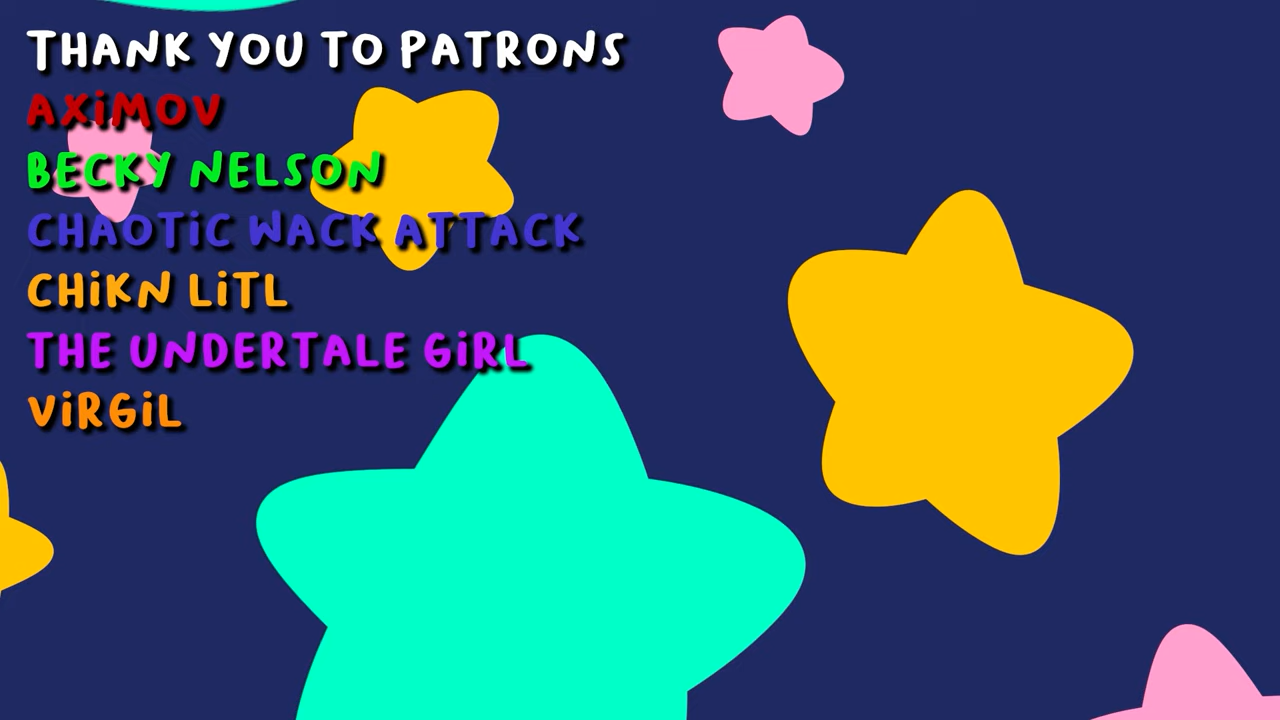 THANK YOU TO PATRONS
AXiMOV
BECKY NELSON
CHAOTiC WACK ATTACK
CHiKN LiTL
THE UNDERTALE GiRL
ViRGiL